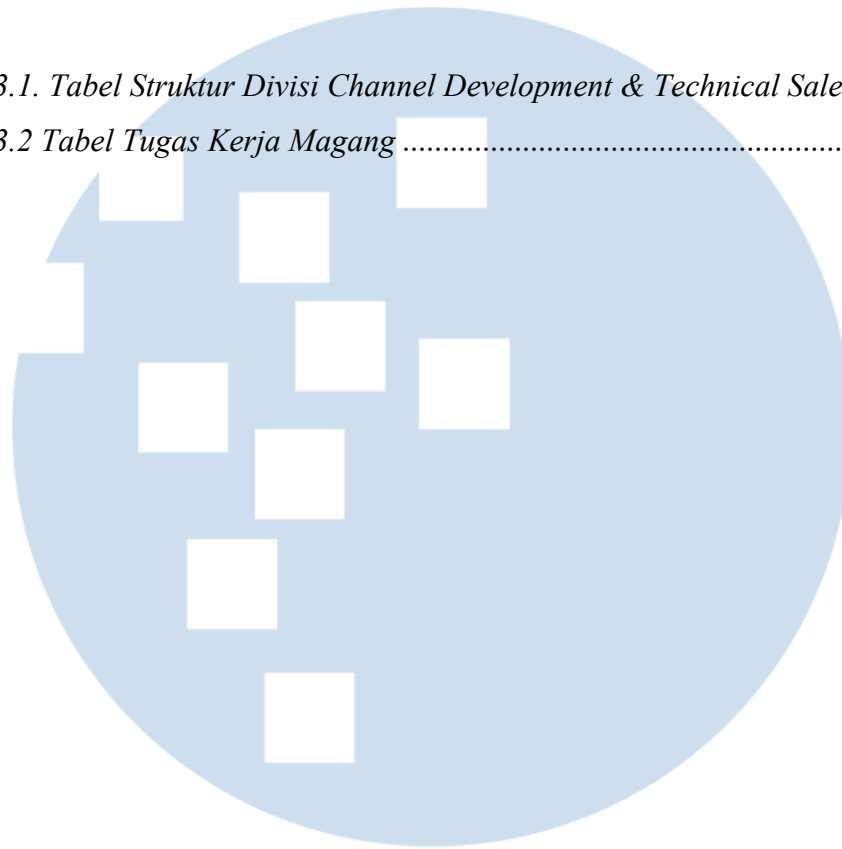 3.1. Tabel Struktur Divisi Channel Development & Technical Sale
3.2 Tabel Tugas Kerja Magang ........................................................